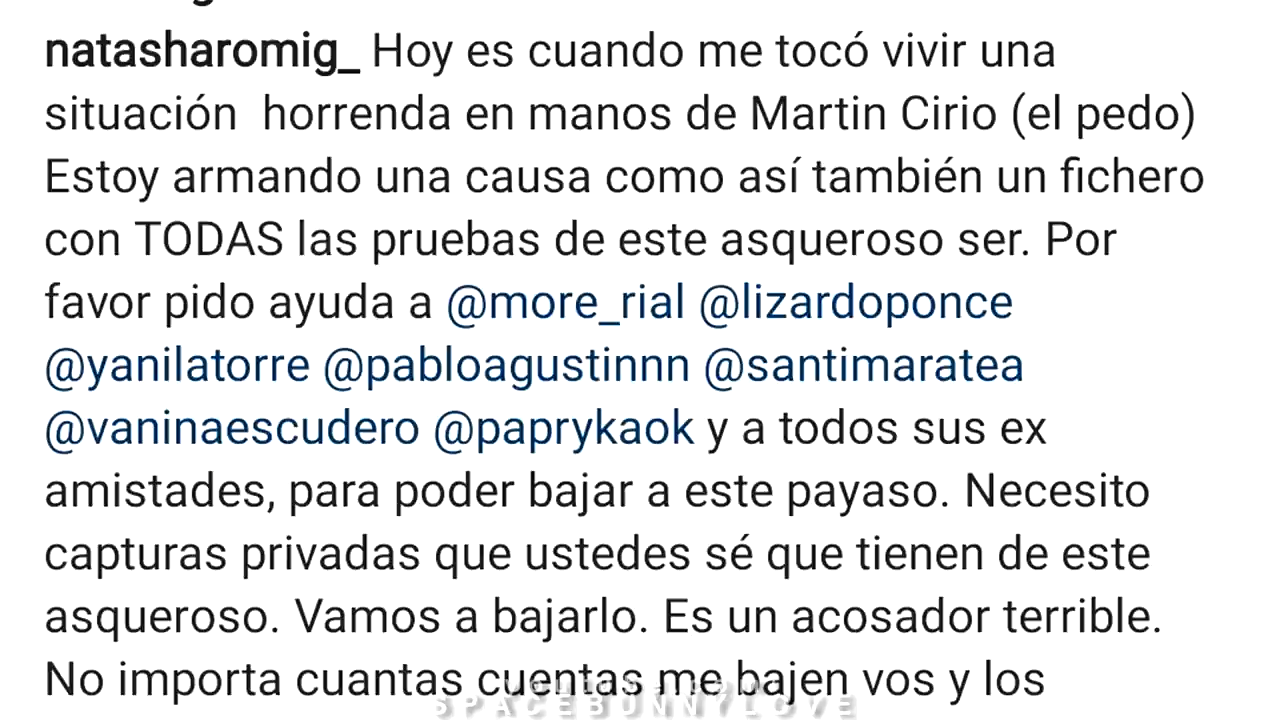 natasharomig_ Hoy es cuando me tocó vivir una
situación horrenda en manos de Martin Cirio (el pedo)
Estoy armando una causa como así también un fichero
con TODAS las pruebas de este asqueroso ser. Por
favor pido ayuda a @more_rial @lizardoponce
@yanilatorre @pabloagustinnn @santimaratea
@vaninaescudero @paprykaok y a todos sus ex
amistades, para poder bajar a este payaso. Necesito
capturas privadas que ustedes sé que tienen de este
asqueroso. Vamos a bajarlo. Es un acosador terrible.
No importa cuantas cuentas me bajen vos y los
SPACEBUNNYLOVE